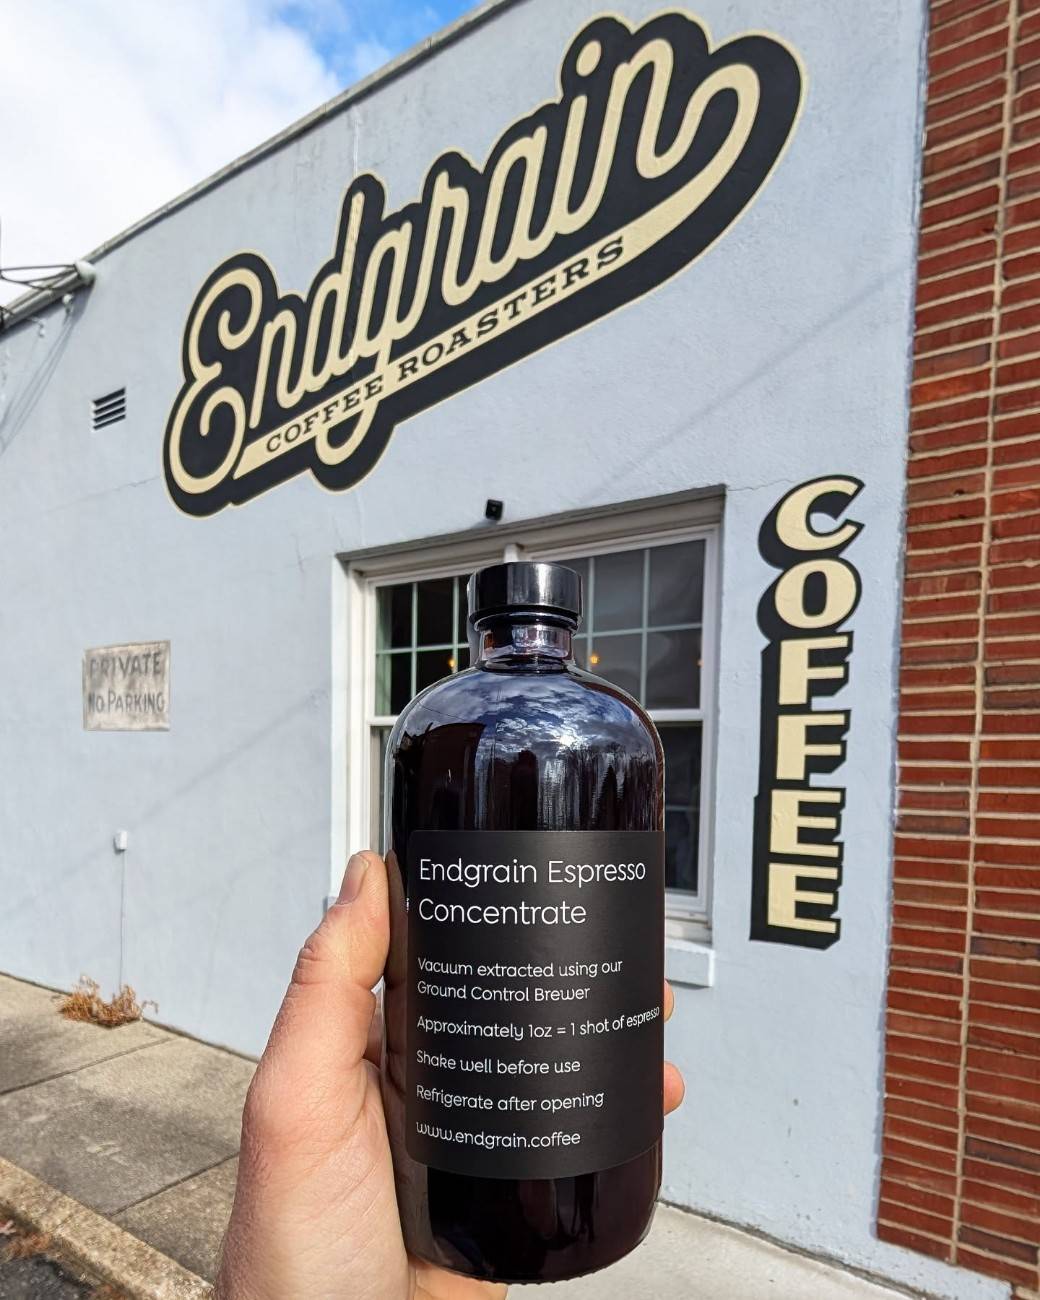 Endgrain
COFFEE ROASTERS
COFFEE
PRIVATE
NO PARKING
Endgrain Espresso
Concentrate
Vacuum extracted using our
Ground Control Brewer
Approximately 1oz = 1 shot of espresso
Shake well before use
Refrigerate after opening
www.endgrain.coffee